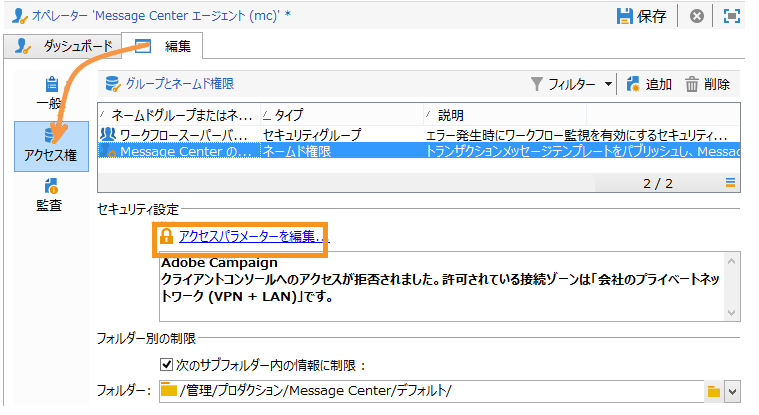 オペレーター 'Message Center エージェント (mc)' *
保存
ダッシュボード
編集
一般
アクセス権
監査
グループとネームド権限
フィルター
追加
削除
ネームドグループまたはネ...
タイプ
説明
ワークフロースーパーバ...
セキュリティグループ
エラー発生時にワークフロー監視を有効にするセキュリティ...
Message Center の...
ネームド権限
トランザクションメッセージテンプレートをパブリッシュし、Messag
2 / 2
セキュリティ設定
アクセスパラメーターを編集...
Adobe Campaign
クライアントコンソールへのアクセスが拒否されました。許可されている接続ゾーンは「会社のプライベートネッ
トワーク (VPN + LAN)」です。
フォルダー別の制限
次のサブフォルダー内の情報に制限 :
フォルダー:
/管理/プロダクション/Message Center/デフォルト/